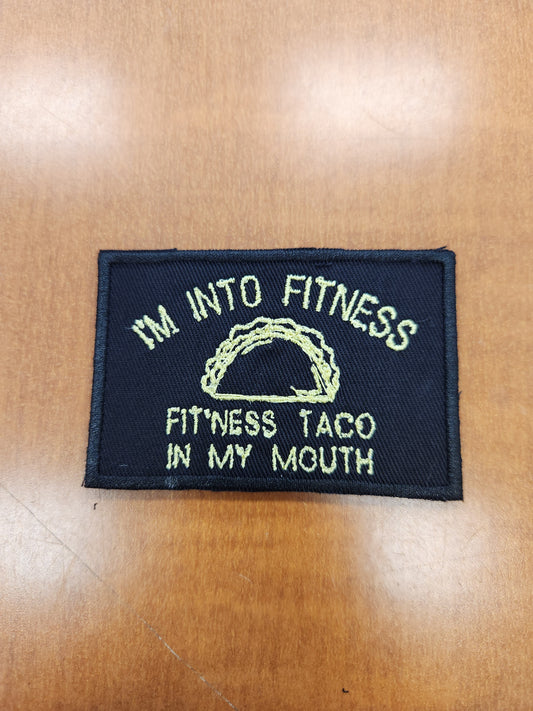 I'M INTO FITNESS
FIT'NESS TACO
IN MY MOUTH